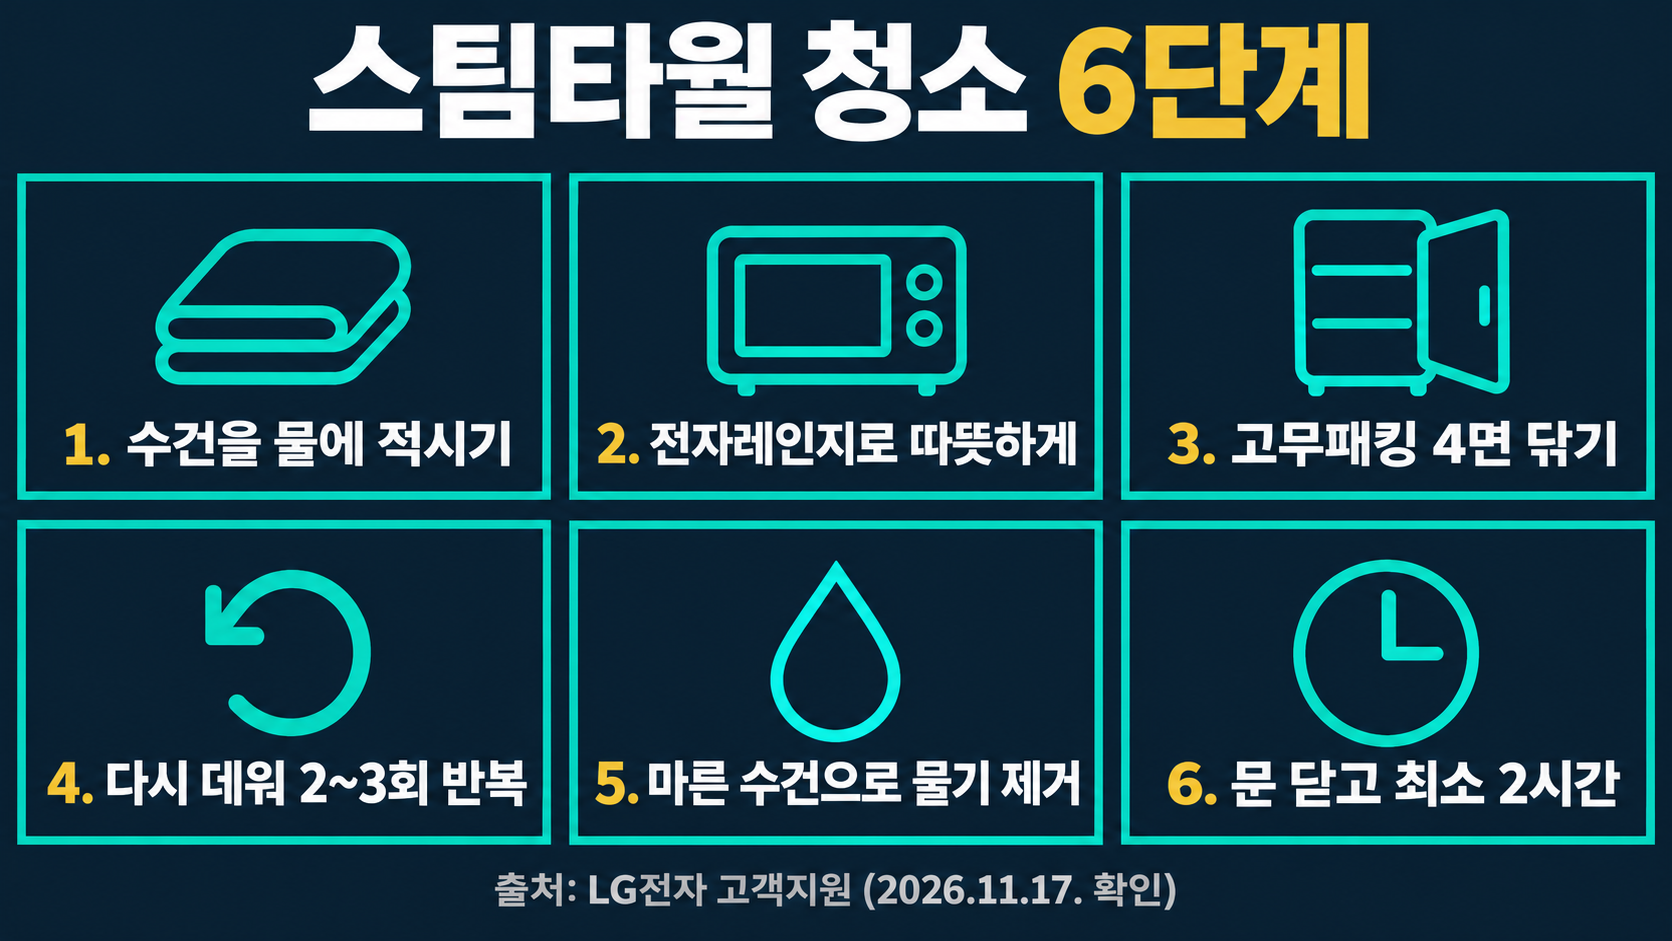 스팀타월 청소 6단계
1. 수건을 물에 적시기
2. 전자레인지로 따뜻하게
3. 고무패킹 4면 닦기
4. 다시 데워 2~3회 반복
5. 마른 수건으로 물기 제거
6. 문 닫고 최소 2시간
출처: LG전자 고객지원 (2026.11.17. 확인)